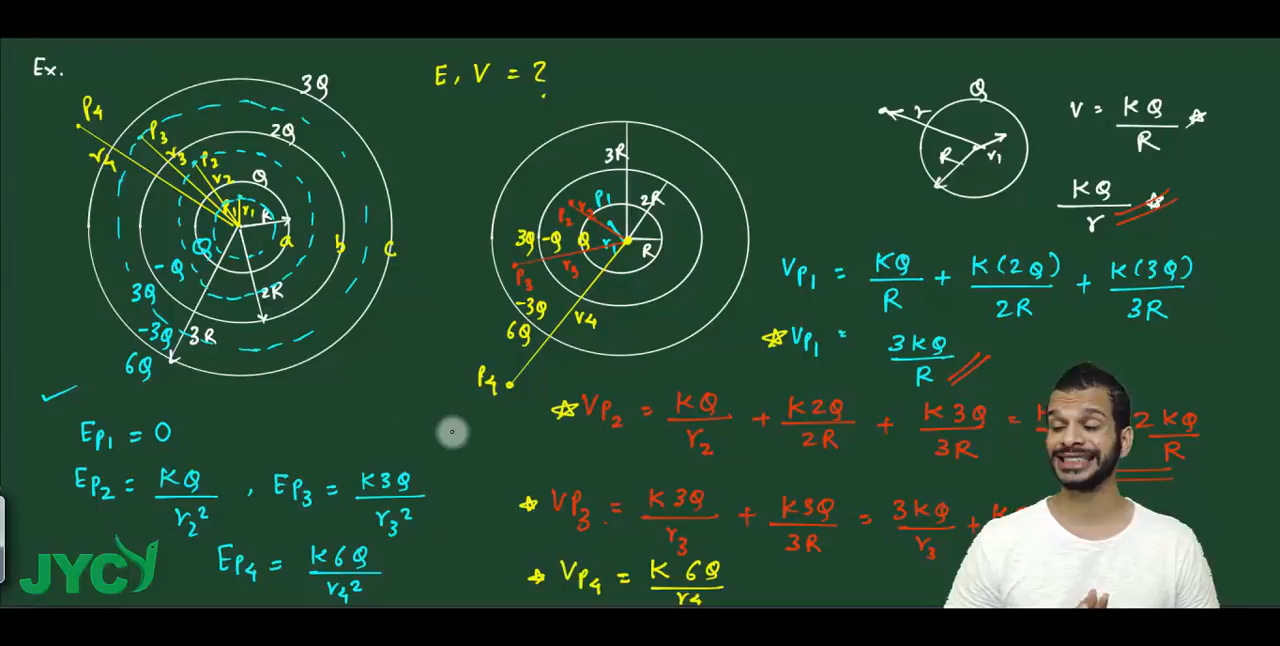 Ex.
3Q
2Q
Q
P4
r4
P3
r3
P2
r2
P1
r1
R
a
b
c
2R
3R
Q
-Q
3Q
-3Q
6Q
E, V = ?
3R
2R
R
P1
r1
P2
r2
P3
r3
P4
r4
3Q -Q Q
-3Q
6Q
Q
r
R
r1
V = KQ/R
KQ/r
VP1 = KQ/R + K(2Q)/2R + K(3Q)/3R
VP1 = 3KQ/R
VP2 = KQ/r2 + K2Q/2R + K3Q/3R = 2KQ/R
VP3 = K3Q/r3 + K3Q/3R = 3KQ/r3 +
VP4 = K6Q/r4
EP1 = 0
EP2 = KQ/r2², EP3 = K3Q/r3²
EP4 = K6Q/r4²
JYC